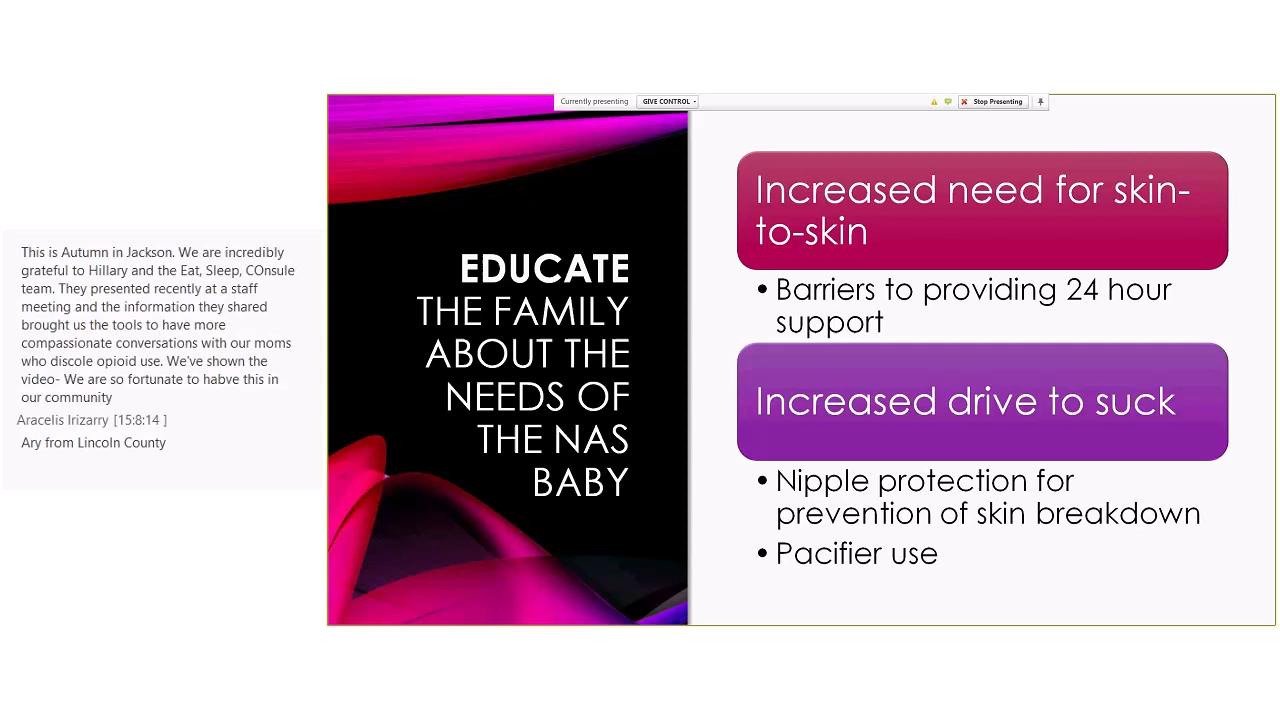 Currently presenting
GIVE CONTROL
Stop Presenting
This is Autumn in Jackson. We are incredibly
grateful to Hillary and the Eat, Sleep, COnsule
team. They presented recently at a staff
meeting and the information they shared
brought us the tools to have more
compassionate conversations with our moms
who discole opioid use. We've shown the
video- We are so fortunate to habve this in
our community
Aracelis Irizarry [15:8:14 ]
Ary from Lincoln County
EDUCATE
THE FAMILY
ABOUT THE
NEEDS OF
THE NAS
BABY
Increased need for skin-
to-skin
• Barriers to providing 24 hour
support
Increased drive to suck
• Nipple protection for
prevention of skin breakdown
• Pacifier use